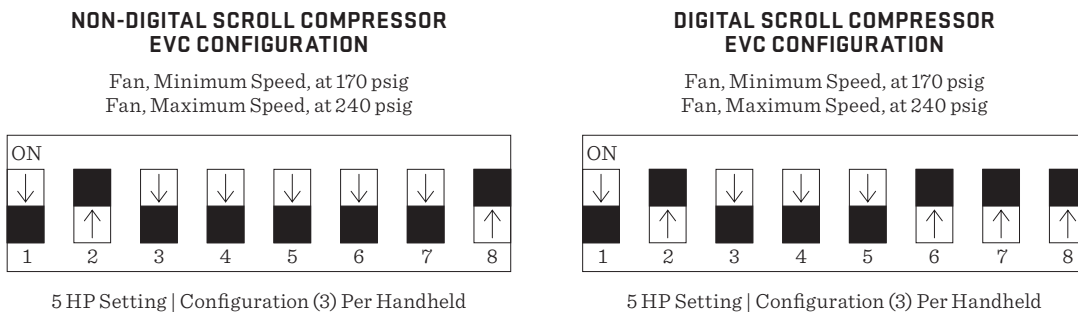 NON-DIGITAL SCROLL COMPRESSOR
EVC CONFIGURATION
Fan, Minimum Speed, at 170 psig
Fan, Maximum Speed, at 240 psig
ON
1 2 3 4 5 6 7 8
5 HP Setting | Configuration (3) Per Handheld
DIGITAL SCROLL COMPRESSOR
EVC CONFIGURATION
Fan, Minimum Speed, at 170 psig
Fan, Maximum Speed, at 240 psig
ON
1 2 3 4 5 6 7 8
5 HP Setting | Configuration (3) Per Handheld